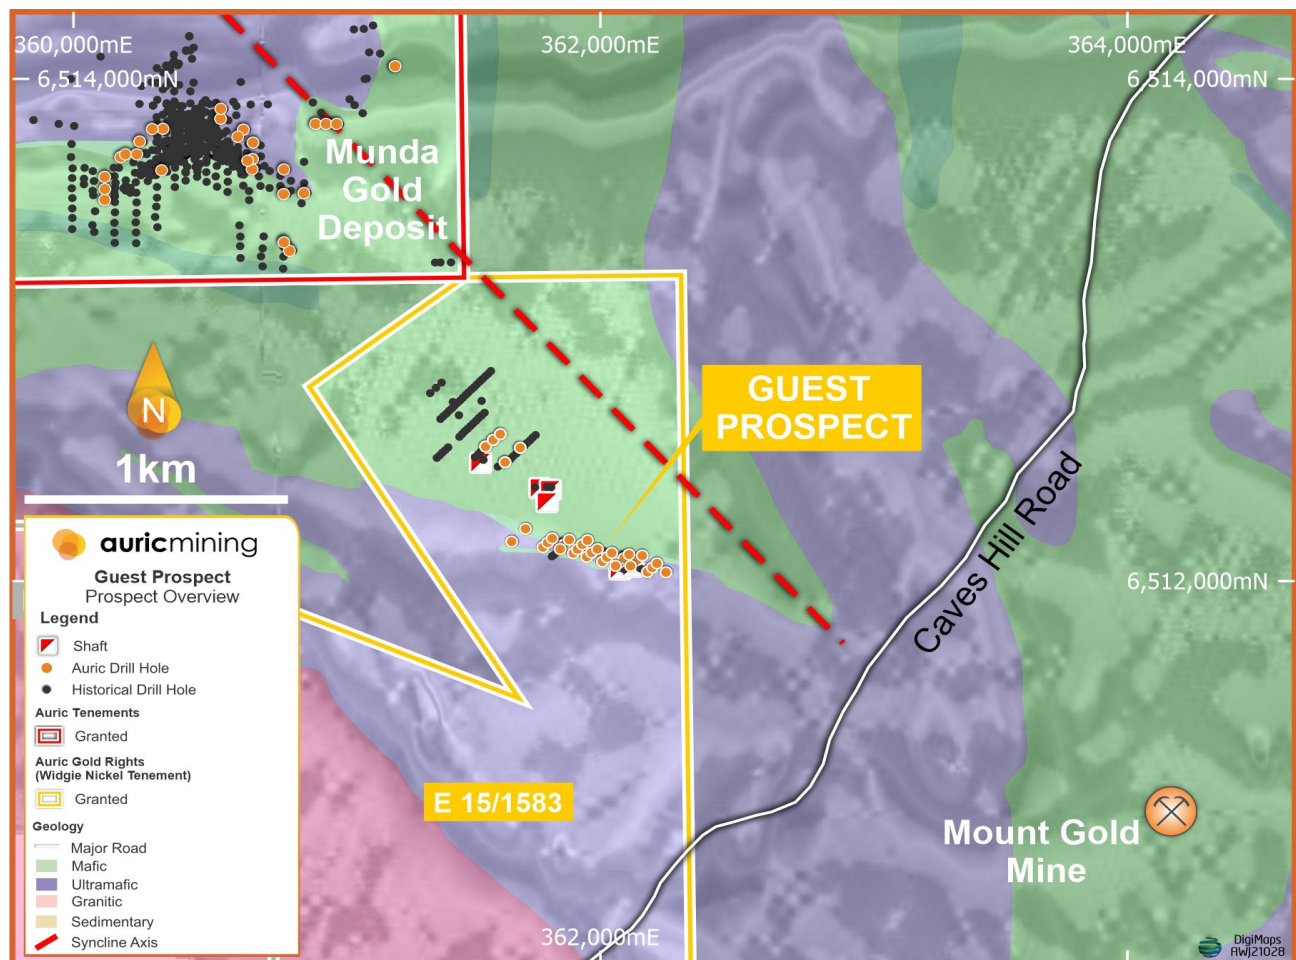 360,000mE
362,000mE
364,000mE
6,514,000mN
6,514,000mN
Munda
Gold
Deposit
GUEST
PROSPECT
N
1km
Caves Hill Road
6,512,000mN
auricmining
Guest Prospect
Prospect Overview
Legend
Shaft
Auric Drill Hole
Historical Drill Hole
Auric Tenements
Granted
Auric Gold Rights
(Widgie Nickel Tenement)
Granted
Geology
Major Road
Mafic
Ultramafic
Granitic
Sedimentary
Syncline Axis
E 15/1583
Mount Gold
Mine
362,000mE
DigiMaps
AWJ21028